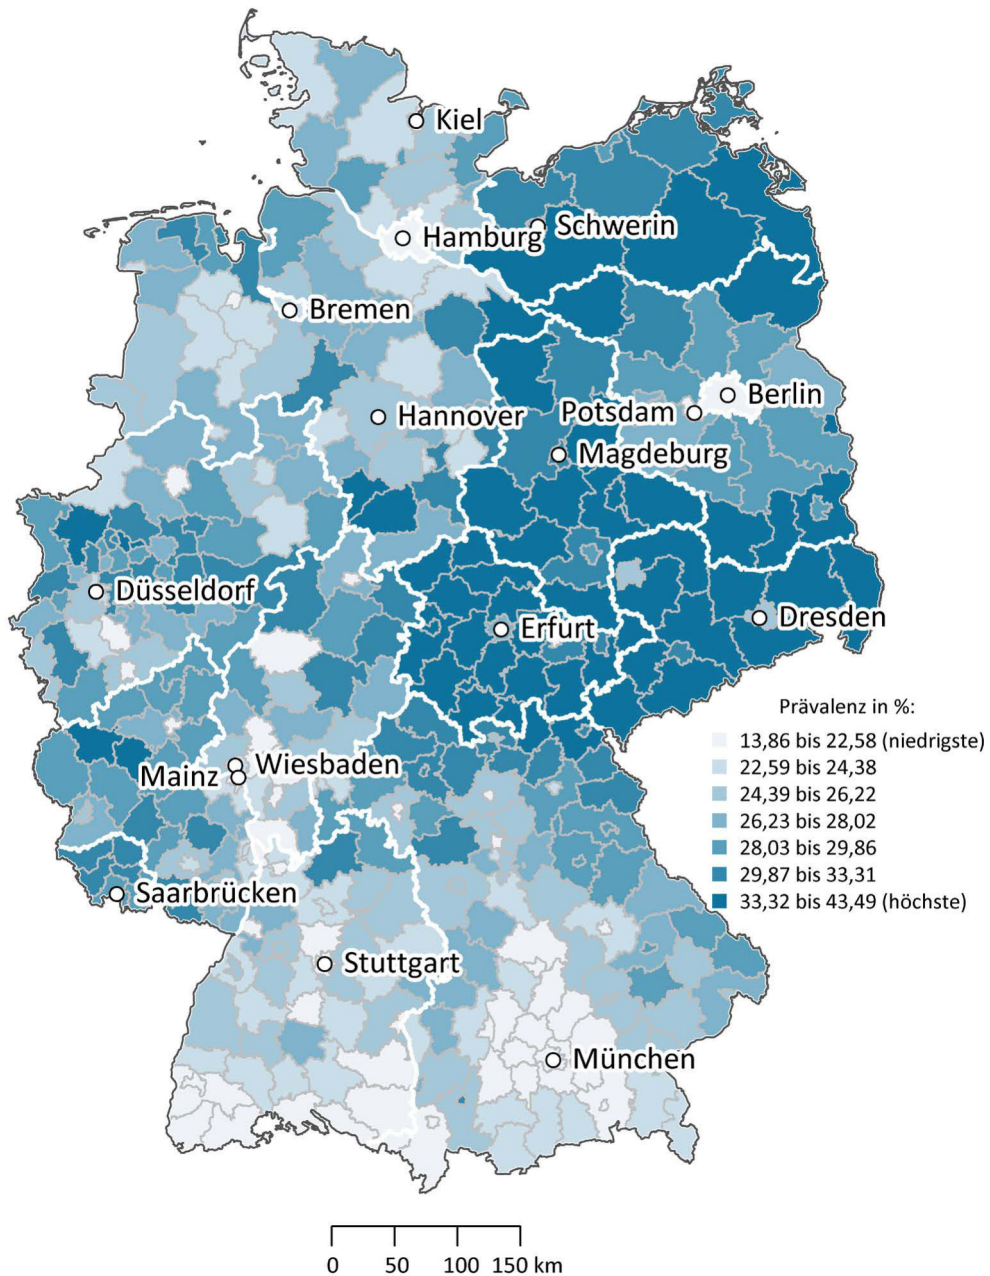 Kiel
Schwerin
Hamburg
Bremen
Berlin
Hannover
Potsdam
Magdeburg
Düsseldorf
Erfurt
Dresden
Prävalenz in %:
13,86 bis 22,58 (niedrigste)
22,59 bis 24,38
24,39 bis 26,22
26,23 bis 28,02
28,03 bis 29,86
29,87 bis 33,31
33,32 bis 43,49 (höchste)
Wiesbaden
Mainz
Saarbrücken
Stuttgart
München
0 50 100 150 km